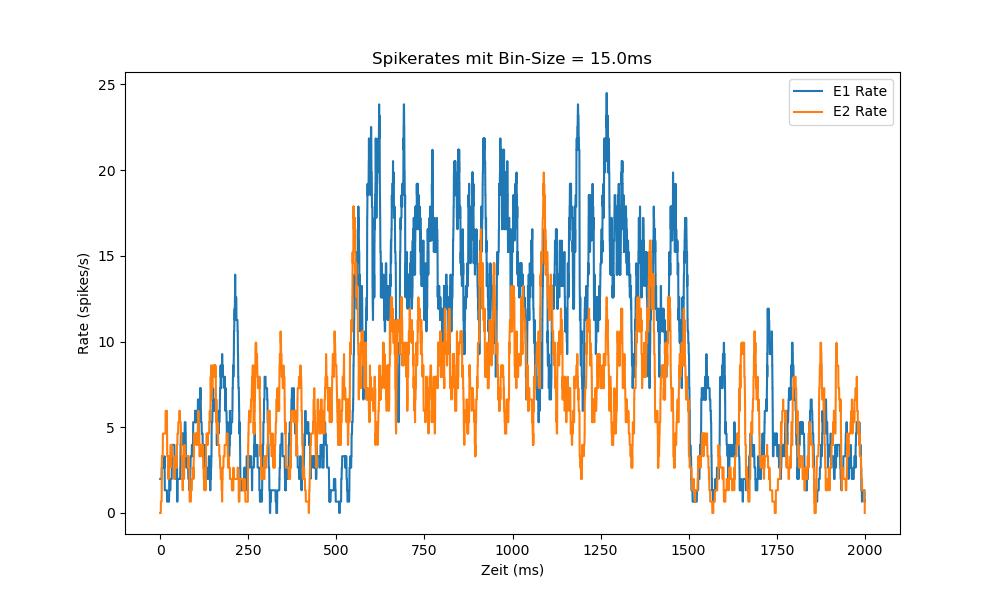 Spikerates mit Bin-Size = 15.0ms
E1 Rate
E2 Rate
Rate (spikes/s)
25
20
15
10
5
0
0 250 500 750 1000 1250 1500 1750 2000
Zeit (ms)